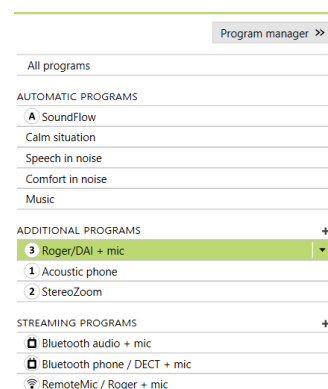 Program manager »
All programs
AUTOMATIC PROGRAMS
A SoundFlow
Calm situation
Speech in noise
Comfort in noise
Music
ADDITIONAL PROGRAMS +
3 Roger/DAI + mic
1 Acoustic phone
2 StereoZoom
STREAMING PROGRAMS +
Bluetooth audio + mic
Bluetooth phone / DECT + mic
RemoteMic / Roger + mic